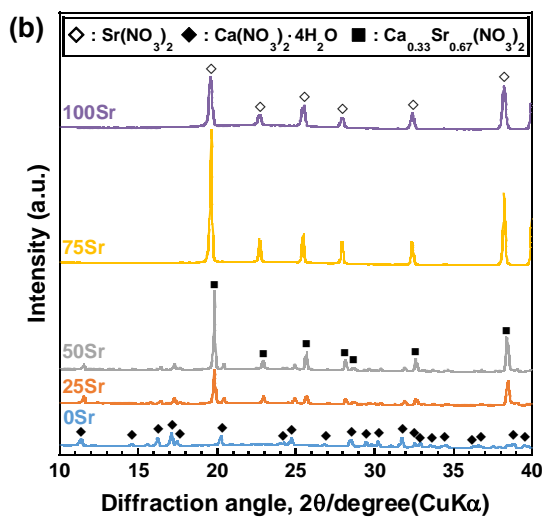 (b)
◇ : Sr(NO₃)₂ ◆ : Ca(NO₃)₂·4H₂O ■ : Ca₀.₃₃Sr₀.₆₇(NO₃)₂
100Sr
75Sr
50Sr
25Sr
0Sr
Intensity (a.u.)
10 15 20 25 30 35 40
Diffraction angle, 2θ/degree(CuKα)